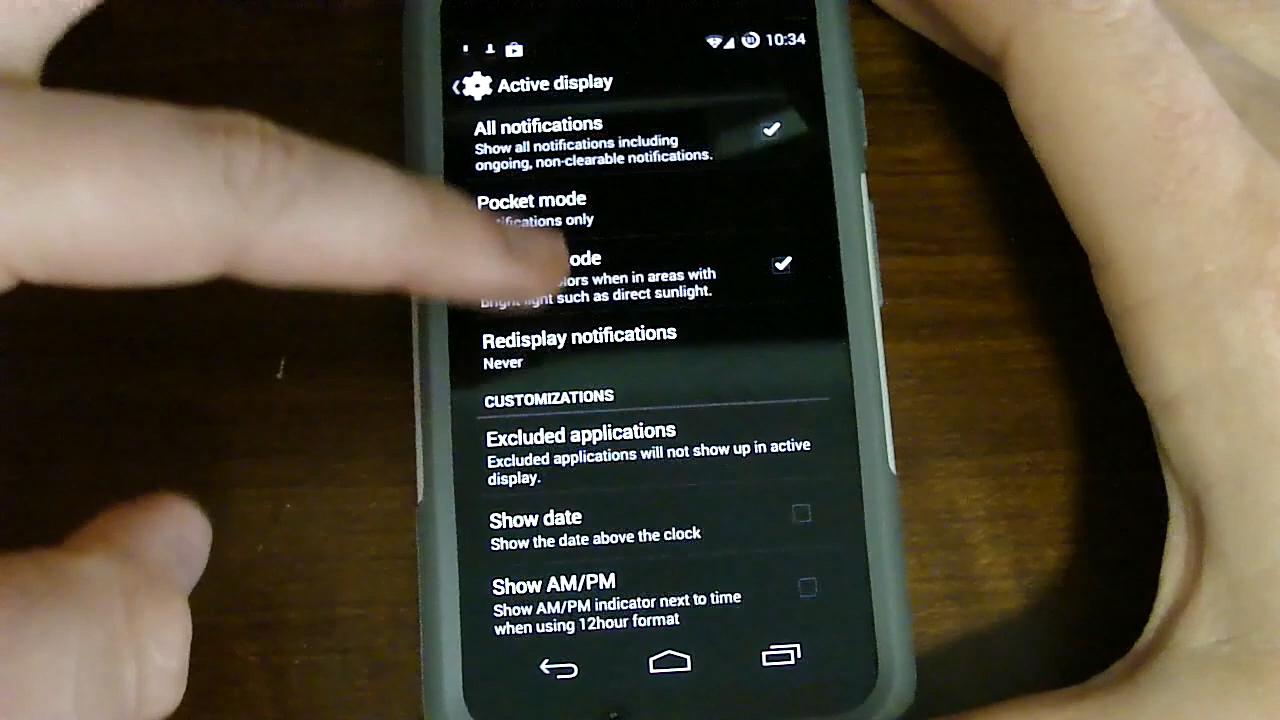 10:34
Active display
All notifications
Show all notifications including
ongoing, non-clearable notifications.
Pocket mode
only
when in areas with
such as direct sunlight.
Redisplay notifications
Never
CUSTOMIZATIONS
Excluded applications
Excluded applications will not show up in active
display.
Show date
Show the date above the clock
Show AM/PM
Show AM/PM indicator next to time
when using 12hour format